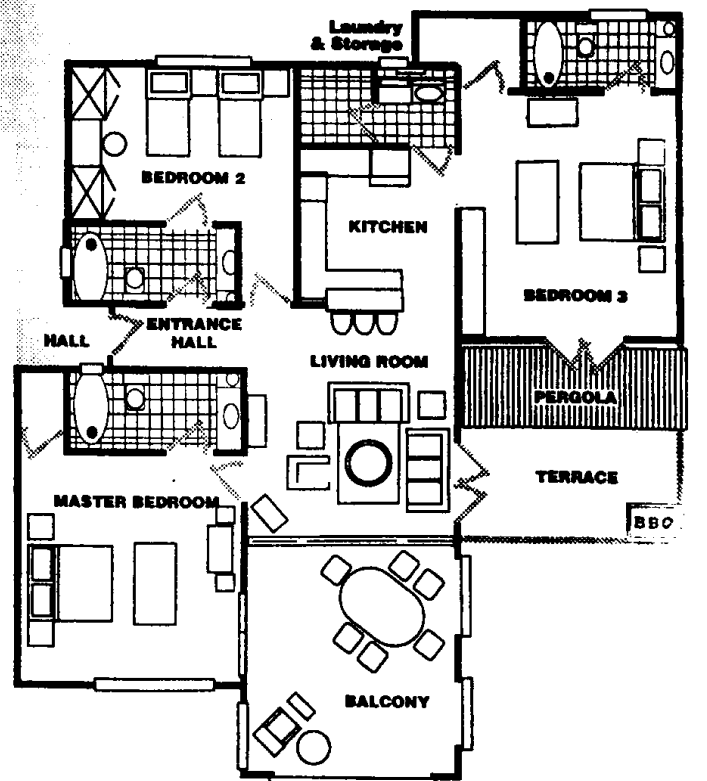 Laundry
& Storage
BEDROOM 2
KITCHEN
BEDROOM 3
ENTRANCE
HALL
HALL
LIVING ROOM
PERGOLA
TERRACE
MASTER BEDROOM
BBQ
BALCONY